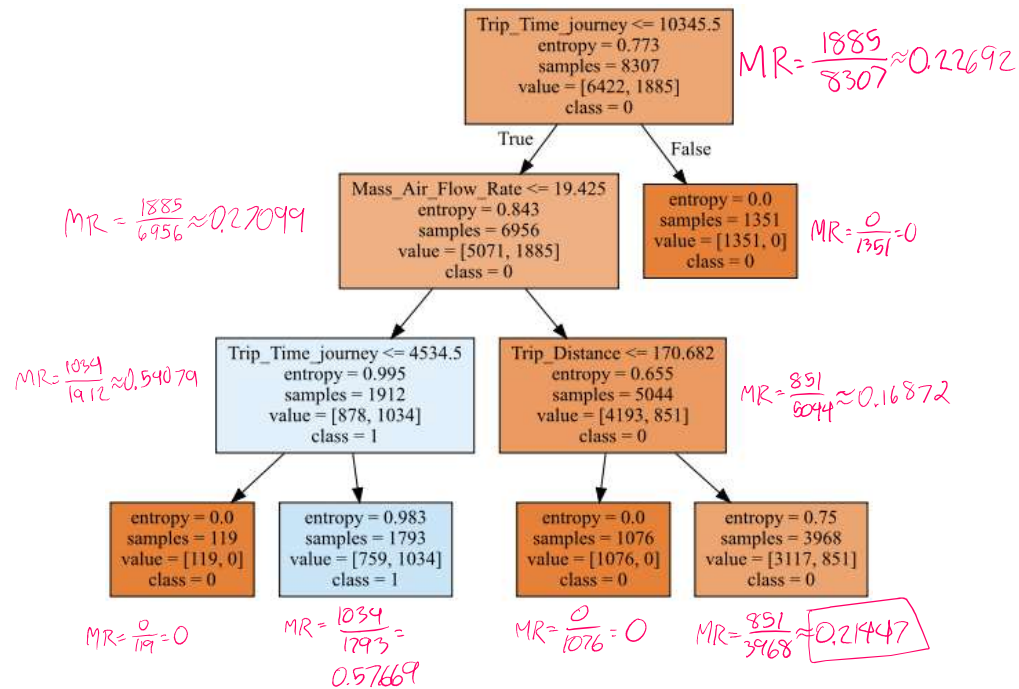 Trip_Time_journey <= 10345.5
entropy = 0.773
samples = 8307
value = [6422, 1885]
class = 0
MR = 1885/8307 ≈ 0.22692
True
False
Mass_Air_Flow_Rate <= 19.425
entropy = 0.843
samples = 6956
value = [5071, 1885]
class = 0
MR = 1885/6956 ≈ 0.27099
entropy = 0.0
samples = 1351
value = [1351, 0]
class = 0
MR = 0/1351 = 0
Trip_Time_journey <= 4534.5
entropy = 0.995
samples = 1912
value = [878, 1034]
class = 1
MR = 1034/1912 ≈ 0.54079
Trip_Distance <= 170.682
entropy = 0.655
samples = 5044
value = [4193, 851]
class = 0
MR = 851/5044 ≈ 0.16872
entropy = 0.0
samples = 119
value = [119, 0]
class = 0
MR = 0/119 = 0
entropy = 0.983
samples = 1793
value = [759, 1034]
class = 1
MR = 1034/1793 =
0.57669
entropy = 0.0
samples = 1076
value = [1076, 0]
class = 0
MR = 0/1076 = 0
entropy = 0.75
samples = 3968
value = [3117, 851]
class = 0
MR = 851/3968 ≈ 0.21447